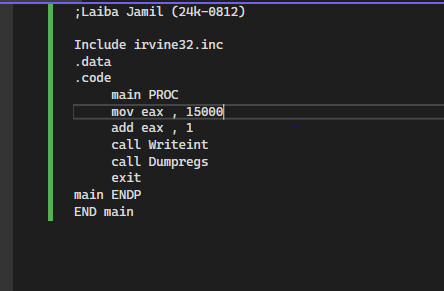 ;Laiba Jamil (24k-0812)
Include irvine32.inc
.data
.code
main PROC
mov eax , 15000
add eax , 1
call Writeint
call Dumpregs
exit
main ENDP
END main